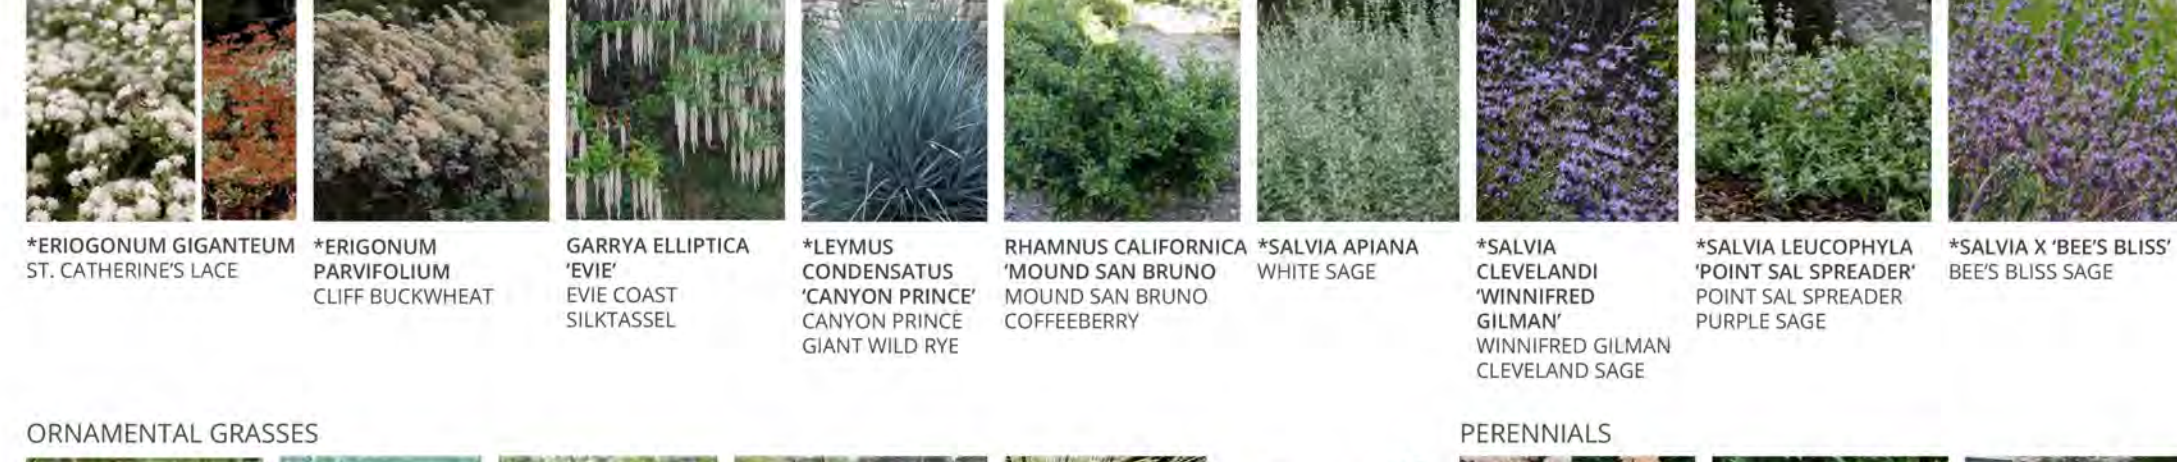 *ERIOGONUM GIGANTEUM
ST. CATHERINE'S LACE
*ERIGONUM
PARVIFOLIUM
CLIFF BUCKWHEAT
GARRYA ELLIPTICA
'EVIE'
EVIE COAST
SILKTASSEL
*LEYMUS
CONDENSATUS
'CANYON PRINCE'
CANYON PRINCE
GIANT WILD RYE
RHAMNUS CALIFORNICA
'MOUND SAN BRUNO
MOUND SAN BRUNO
COFFEEBERRY
*SALVIA APIANA
WHITE SAGE
*SALVIA
CLEVELANDI
'WINNIFRED
GILMAN'
WINNIFRED GILMAN
CLEVELAND SAGE
*SALVIA LEUCOPHYLA
'POINT SAL SPREADER'
POINT SAL SPREADER
PURPLE SAGE
*SALVIA X 'BEE'S BLISS'
BEE'S BLISS SAGE
ORNAMENTAL GRASSES
PERENNIALS